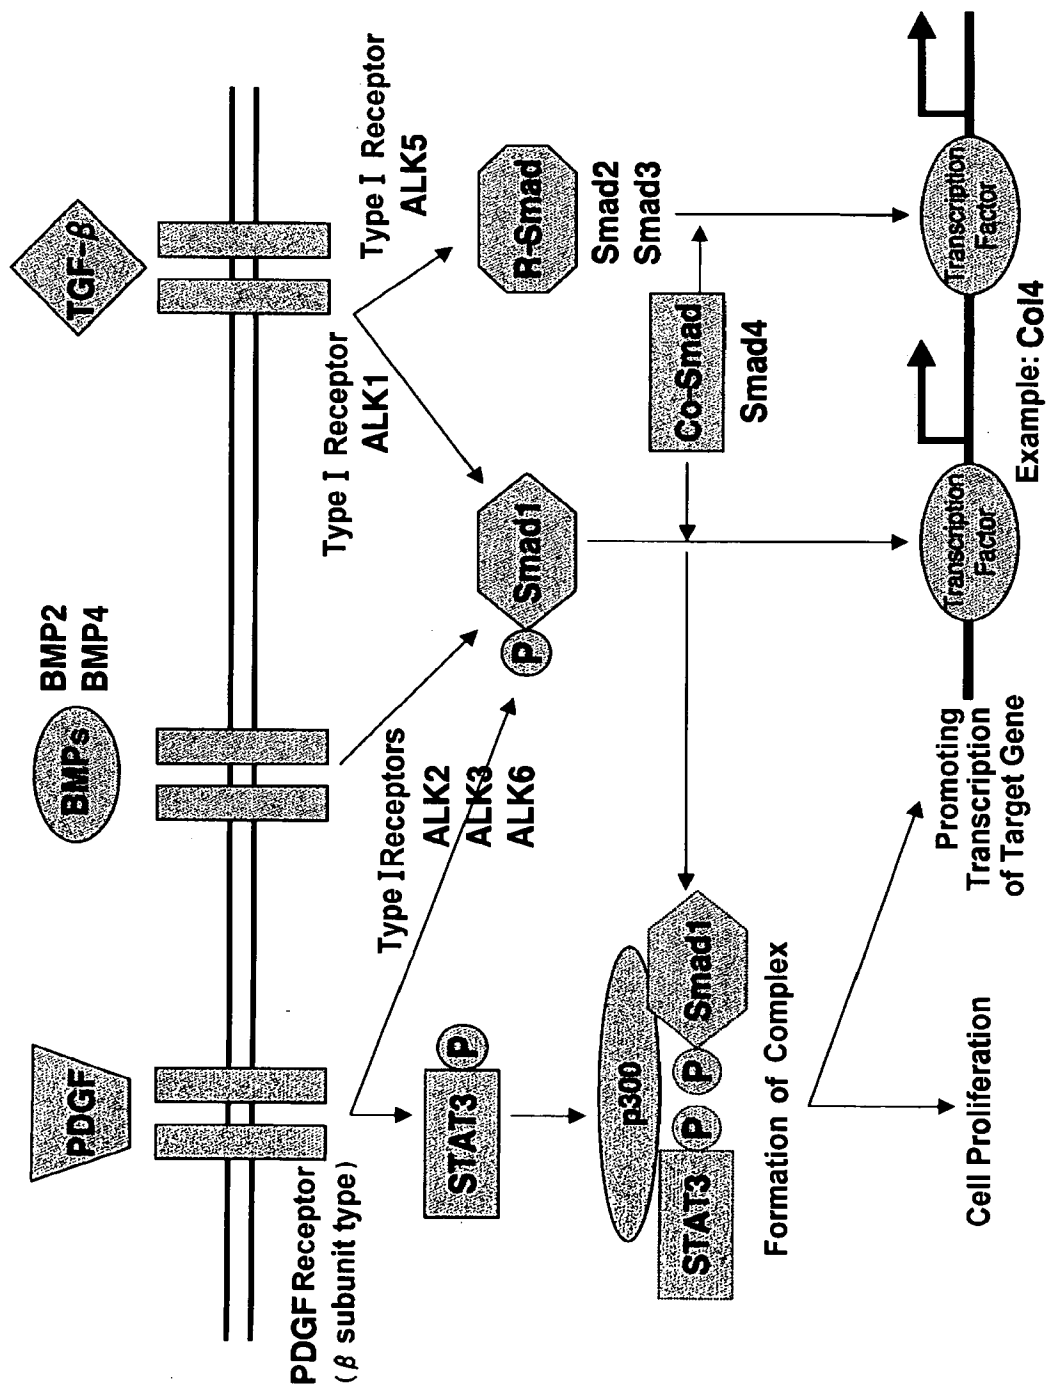 PDGF
BMPs
BMP2
BMP4
TGF-β
PDGF Receptor
(β subunit type)
Type I Receptors
ALK2
ALK3
ALK6
Type I Receptor
ALK1
Type I Receptor
ALK5
STAT3
P
P
Smad1
R-Smad
Smad2
Smad3
p300
STAT3
P
P
Smad1
Co-Smad
Smad4
Formation of Complex
Cell Proliferation
Promoting
Transcription
of Target Gene
Transcription
Factor
Transcription
Factor
Example: Col4